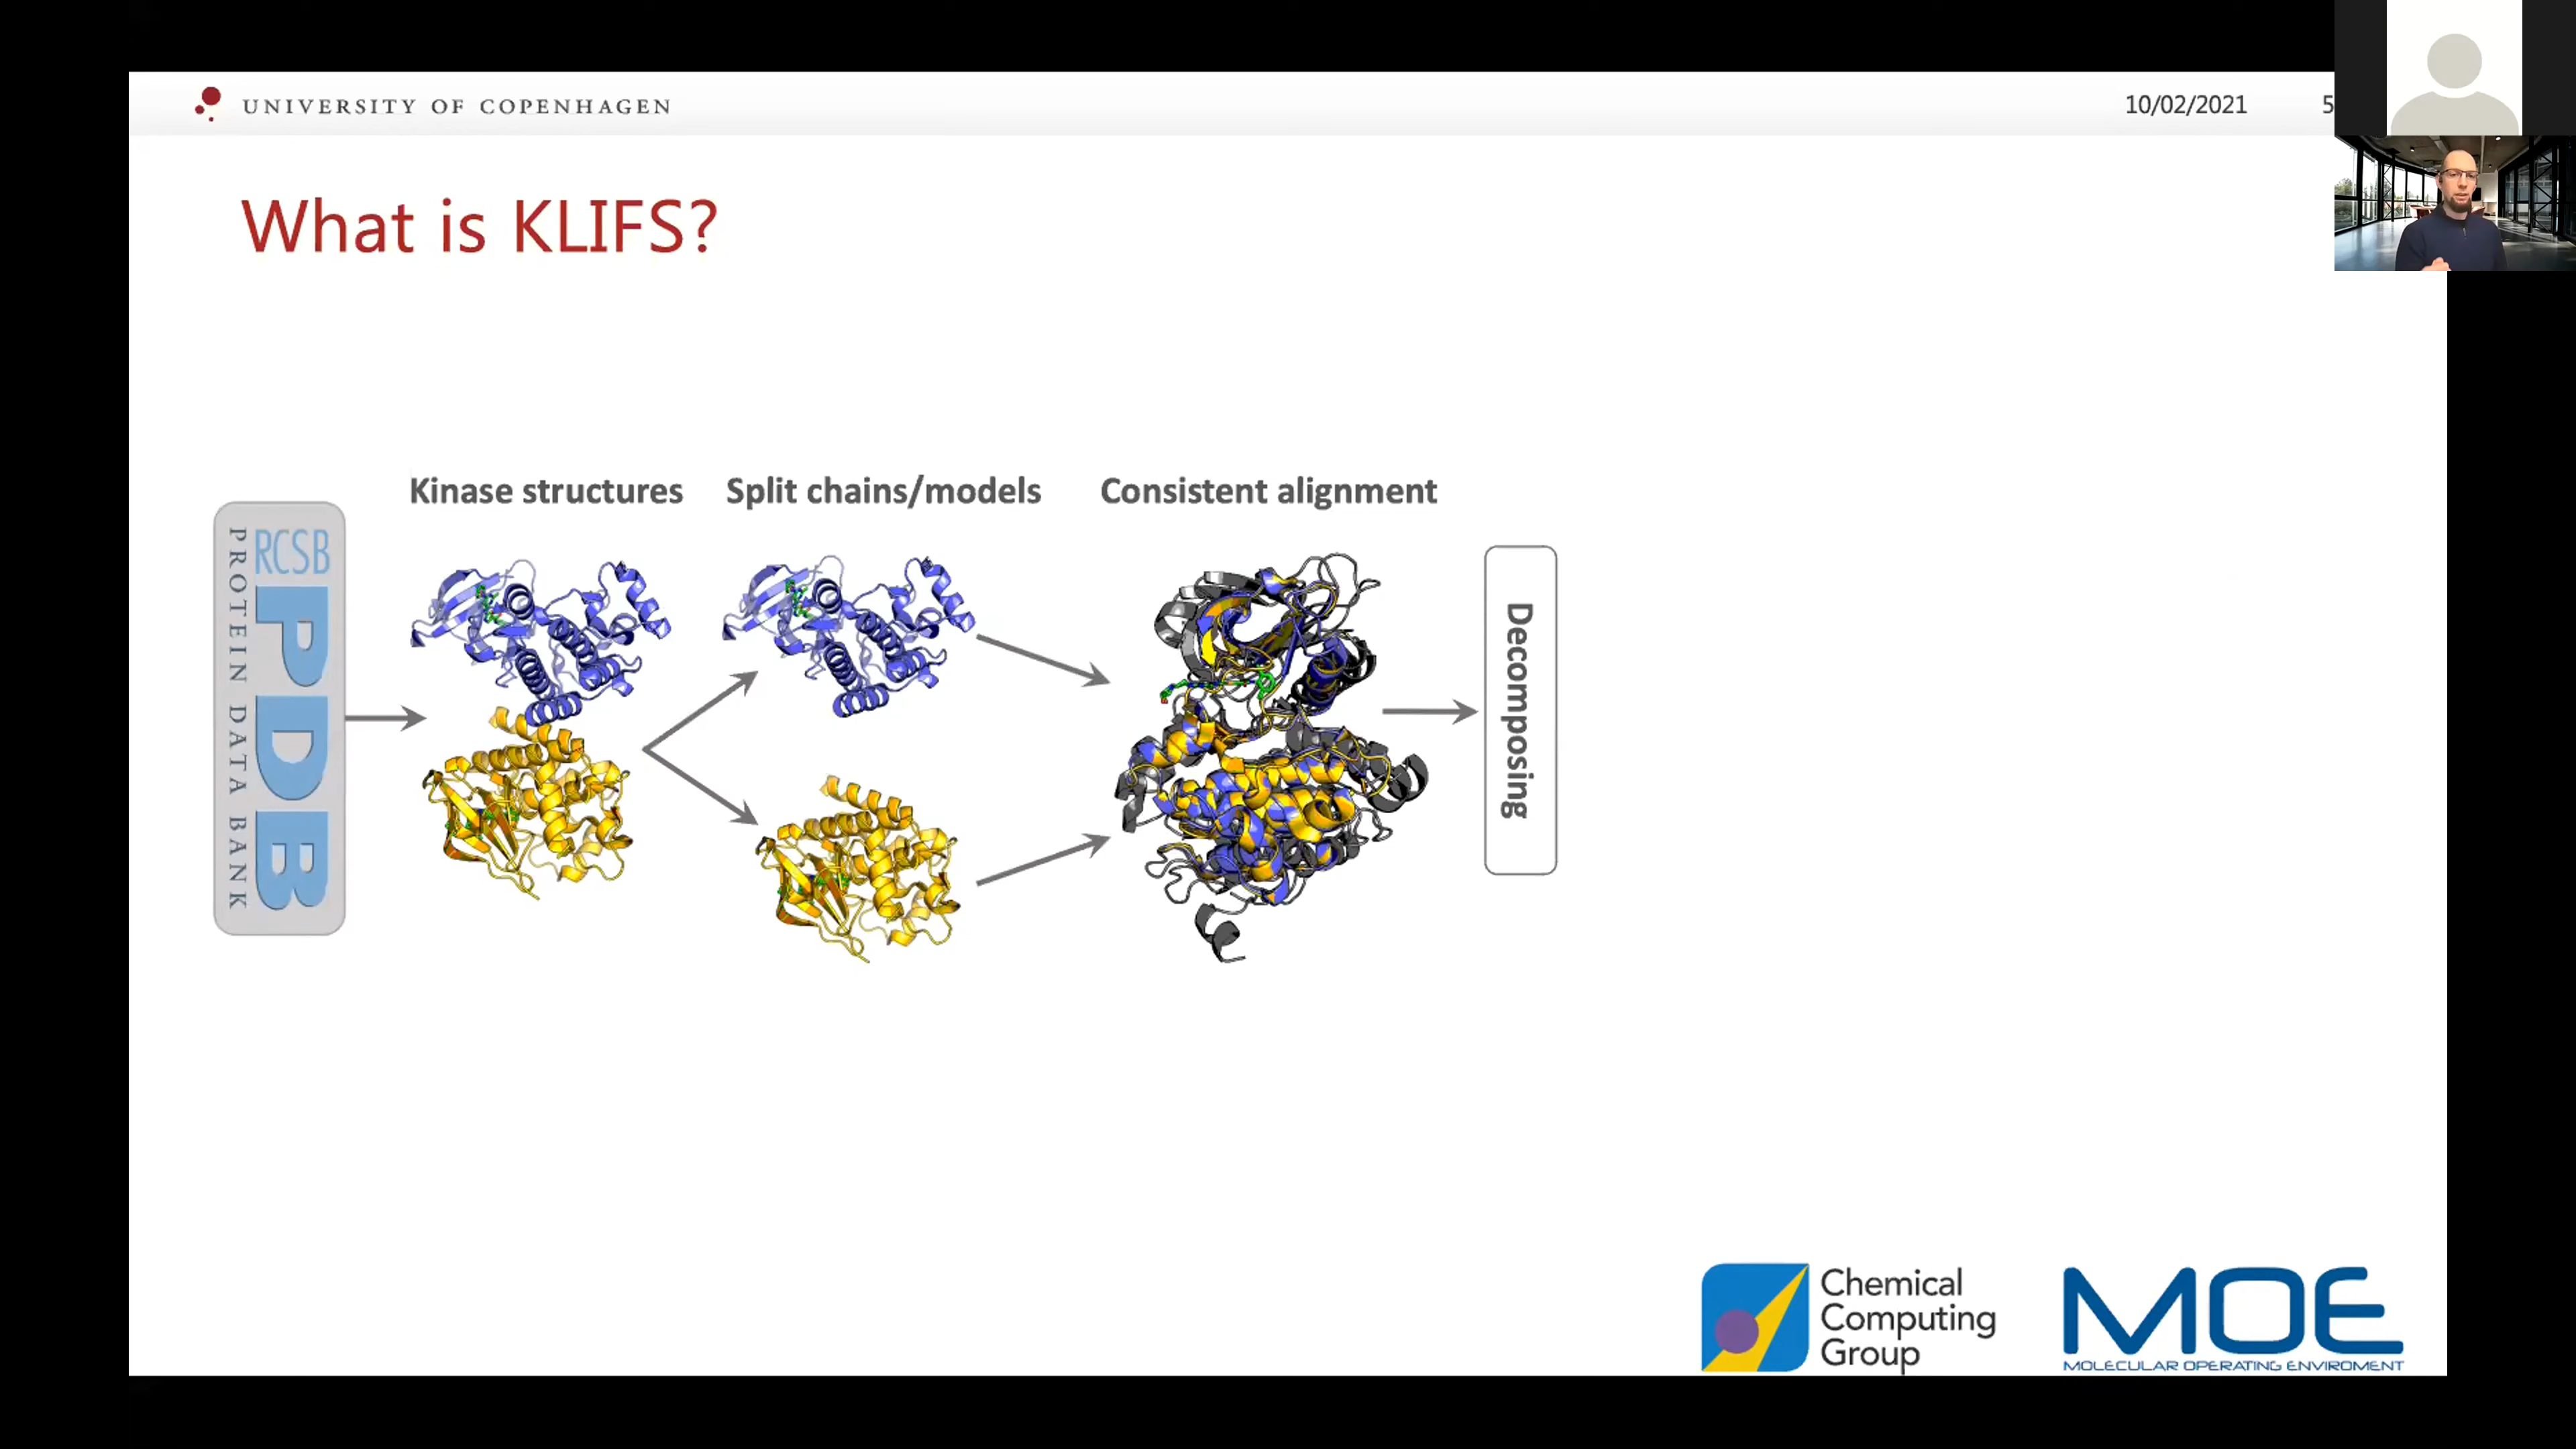 UNIVERSITY OF COPENHAGEN
10/02/2021
5
What is KLIFS?
Kinase structures
Split chains/models
Consistent alignment
RCSB
PDB
PROTEIN DATA BANK
Decomposing
Chemical
Computing
Group
MOE
MOLECULAR OPERATING ENVIROMENT